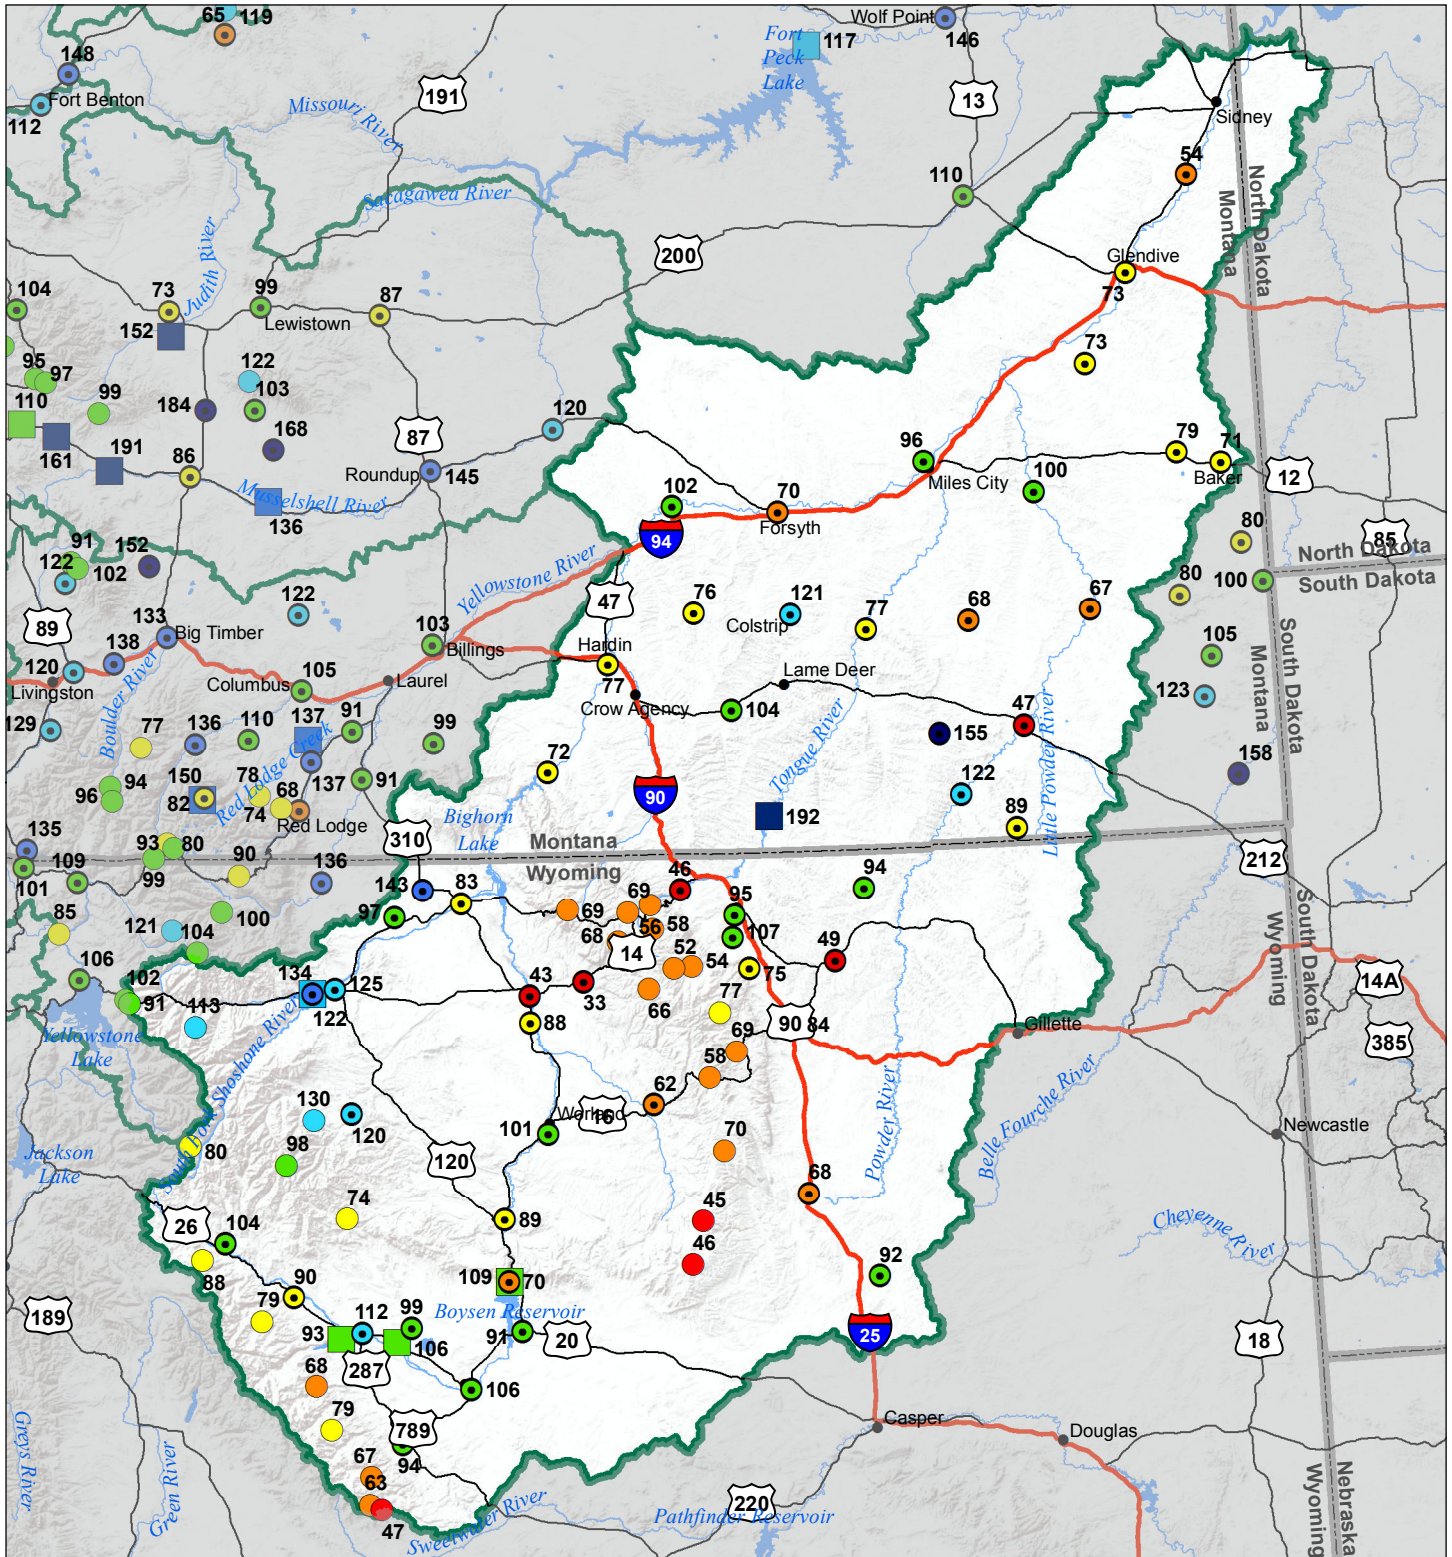 65
119
Wolf Point
146
Fort
Peck
Lake
117
148
Fort Benton
112
191
13
Missouri River
Sidney
54
110
Sacagawea River
North Dakota
Montana
Judith River
200
Glendive
73
104
73
99
87
Lewistown
152
73
95
97
122
103
99
110
184
120
161
191
168
87
86
Roundup
145
Musselshell River
136
96
Miles City
79
71
Baker
12
100
102
70
Forsyth
94
80
85
North Dakota
South Dakota
91
122
102
152
Yellowstone River
80
100
89
122
47
76
121
Colstrip
77
68
67
133
Big Timber
138
103
Billings
Hardin
77
105
120
Livingston
Columbus
105
Laurel
Lame Deer
Crow Agency
104
123
South Dakota
Montana
129
Boulder River
77
136
110
137
91
99
47
155
Tongue River
Little Powder River
72
158
94
96
150
82
78
74
68
137
91
Red Lodge Creek
Red Lodge
90
122
192
89
Bighorn
Lake
310
135
109
101
93
80
99
90
136
Montana
Wyoming
212
143
83
46
94
97
69
69
68
56
58
95
107
85
121
100
104
14
49
South Dakota
Wyoming
106
102
91
134
125
122
43
33
52
54
66
75
77
14A
113
Yellowstone
Lake
South Fork Shoshone River
88
69
90
84
Gillette
385
58
62
Belle Fourche River
Powder River
130
120
Worland
16
101
Newcastle
80
98
Jackson
Lake
120
70
68
74
26
104
89
45
46
Cheyenne River
88
92
90
109
70
79
Boysen Reservoir
189
112
99
93
106
91
20
25
18
287
68
106
79
789
94
Casper
Douglas
67
63
47
Greys River
Green River
Sweetwater River
220
Pathfinder Reservoir
Nebraska
Wyoming